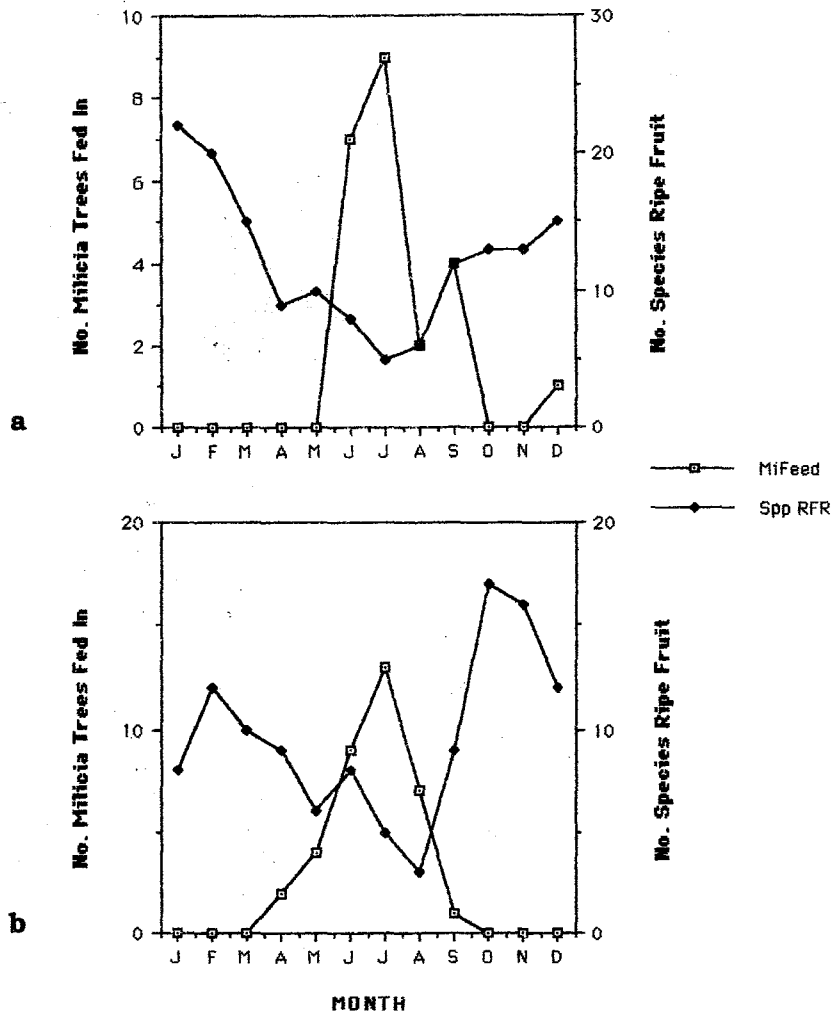 10
8
6
4
2
0
No. Milicia Trees Fed In
30
20
10
0
No. Species Ripe Fruit
J F M A M J J A S O N D
a
MiFeed
Spp RFR
20
10
0
No. Milicia Trees Fed In
20
10
0
No. Species Ripe Fruit
J F M A M J J A S O N D
b
MONTH